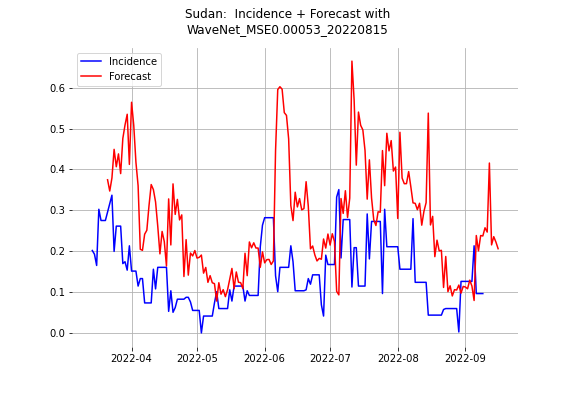 Sudan:  Incidence + Forecast with
WaveNet_MSE0.00053_20220815
Incidence
Forecast
0.6
0.5
0.4
0.3
0.2
0.1
0.0
2022-04 2022-05 2022-06 2022-07 2022-08 2022-09